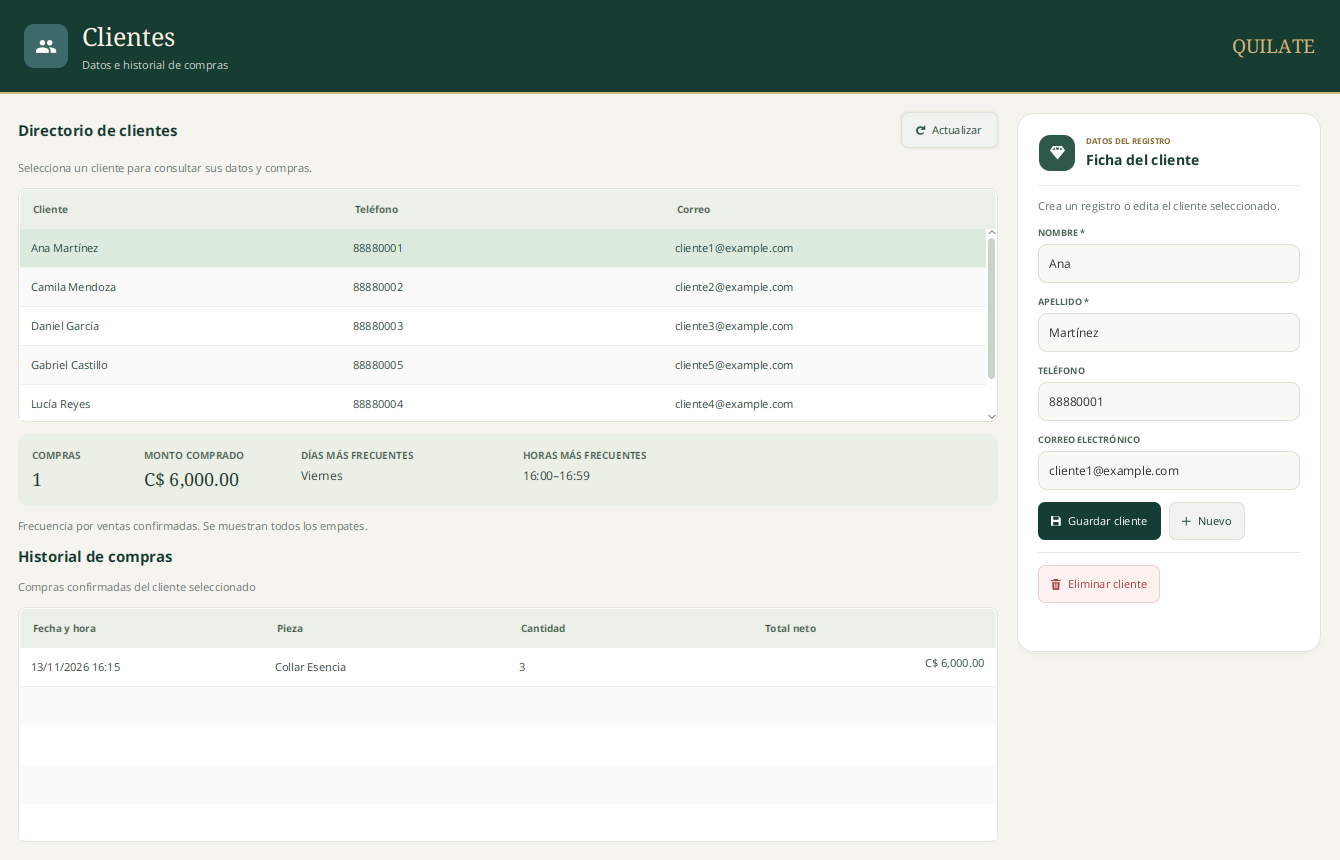 Clientes
Datos e historial de compras
QUILATE
Directorio de clientes
Actualizar
Selecciona un cliente para consultar sus datos y compras.
Cliente Teléfono Correo
Ana Martínez 88880001 cliente1@example.com
Camila Mendoza 88880002 cliente2@example.com
Daniel García 88880003 cliente3@example.com
Gabriel Castillo 88880005 cliente5@example.com
Lucía Reyes 88880004 cliente4@example.com
COMPRAS MONTO COMPRADO DÍAS MÁS FRECUENTES HORAS MÁS FRECUENTES
1 C$ 6,000.00 Viernes 16:00–16:59
Frecuencia por ventas confirmadas. Se muestran todos los empates.
Historial de compras
Compras confirmadas del cliente seleccionado
Fecha y hora Pieza Cantidad Total neto
13/11/2026 16:15 Collar Esencia 3 C$ 6,000.00
DATOS DEL REGISTRO
Ficha del cliente
Crea un registro o edita el cliente seleccionado.
NOMBRE *
Ana
APELLIDO *
Martínez
TELÉFONO
88880001
CORREO ELECTRÓNICO
cliente1@example.com
Guardar cliente
Nuevo
Eliminar cliente